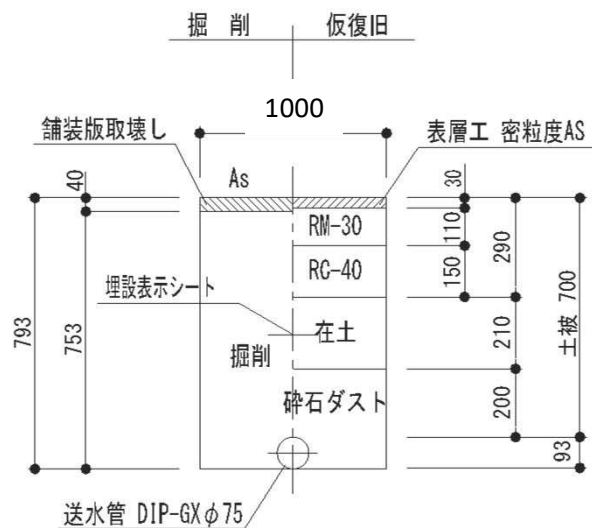 掘 削
仮復旧
1000
舗装版取壊し
表層工 密粒度AS
40
As
30
RM-30
110
290
RC-40
150
埋設表示シート
793
753
在土
210
土被 700
掘削
砕石ダスト
200
93
送水管 DIP-GXφ75